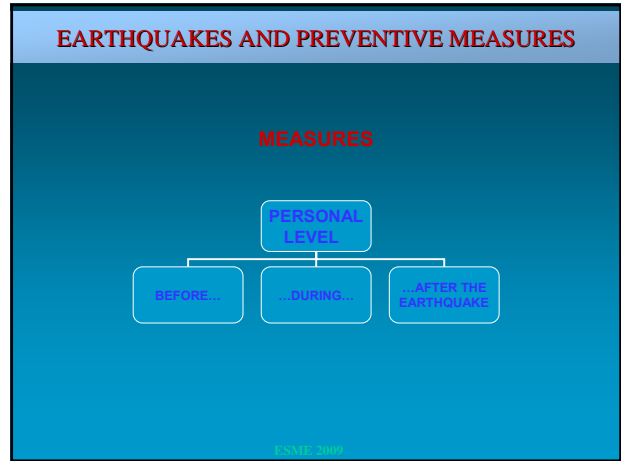 EARTHQUAKES AND PREVENTIVE MEASURES
MEASURES
PERSONAL
LEVEL
BEFORE…
…DURING…
…AFTER THE
EARTHQUAKE
ESME 2009